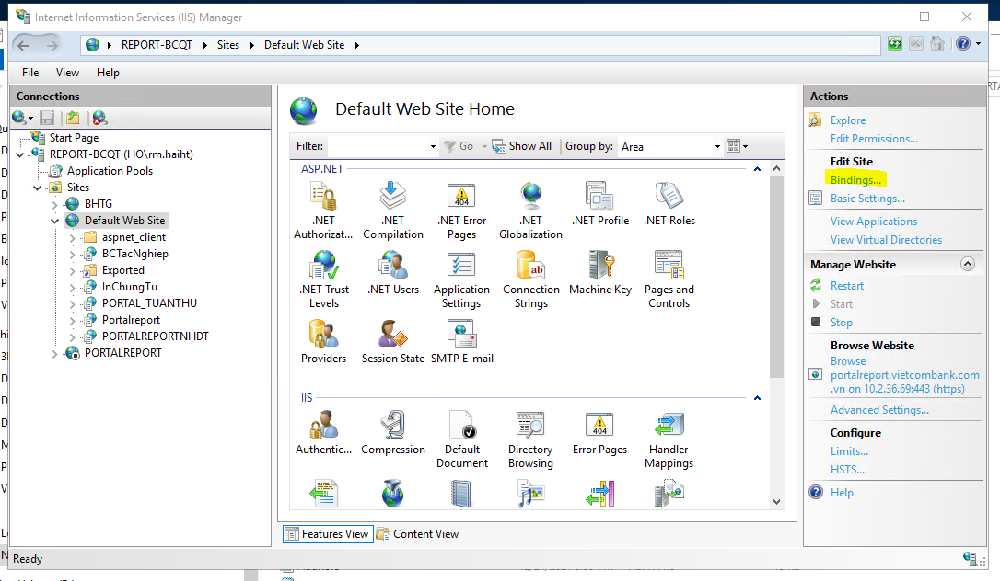 Internet Information Services (IIS) Manager
REPORT-BCQT
Sites
Default Web Site
File
View
Help
Connections
Start Page
REPORT-BCQT (HO\rm.haiht)
Application Pools
Sites
BHTG
Default Web Site
aspnet_client
BCTacNghiep
Exported
InChungTu
PORTAL_TUANTHU
Portalreport
PORTALREPORTNHDT
PORTALREPORT
Default Web Site Home
Filter:
Go
Show All
Group by:
Area
ASP.NET
.NET Authorizat...
.NET Compilation
.NET Error Pages
.NET Globalization
.NET Profile
.NET Roles
.NET Trust Levels
.NET Users
Application Settings
Connection Strings
Machine Key
Pages and Controls
Providers
Session State
SMTP E-mail
IIS
Authentic...
Compression
Default Document
Directory Browsing
Error Pages
Handler Mappings
Features View
Content View
Actions
Explore
Edit Permissions...
Edit Site
Bindings...
Basic Settings...
View Applications
View Virtual Directories
Manage Website
Restart
Start
Stop
Browse Website
Browse
portalreport.vietcombank.com
.vn on 10.2.36.69:443 (https)
Advanced Settings...
Configure
Limits...
HSTS...
Help
Ready